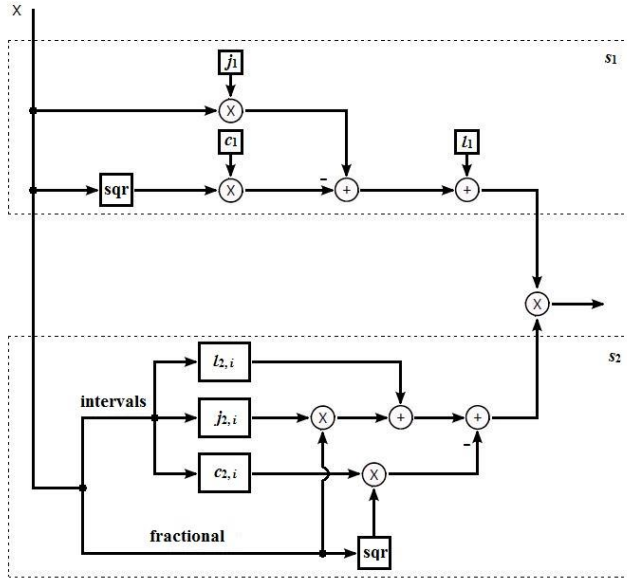 X
s1
j1
X
c1
l1
sqr
X
-
+
+
X
s2
l2,i
intervals
j2,i
X
+
+
-
c2,i
X
fractional
sqr